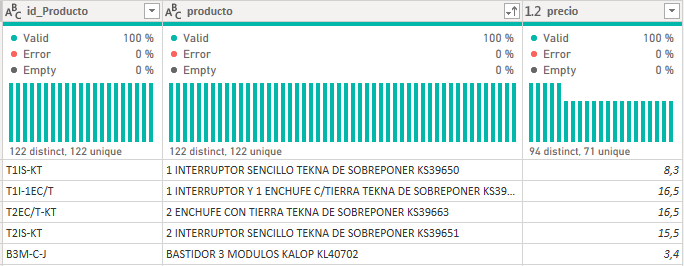 ABC id_Producto ABC producto 1.2 precio
Valid 100 % Valid 100 % Valid 100 %
Error 0 % Error 0 % Error 0 %
Empty 0 % Empty 0 % Empty 0 %
122 distinct, 122 unique 122 distinct, 122 unique 94 distinct, 71 unique
T1IS-KT 1 INTERRUPTOR SENCILLO TEKNA DE SOBREPONER KS39650 8,3
T1I-1EC/T 1 INTERRUPTOR Y 1 ENCHUFE C/TIERRA TEKNA DE SOBREPONER KS39... 16,5
T2EC/T-KT 2 ENCHUFE CON TIERRA TEKNA DE SOBREPONER KS39663 16,5
T2IS-KT 2 INTERRUPTOR SENCILLO TEKNA DE SOBREPONER KS39651 15,5
B3M-C-J BASTIDOR 3 MODULOS KALOP KL40702 3,4